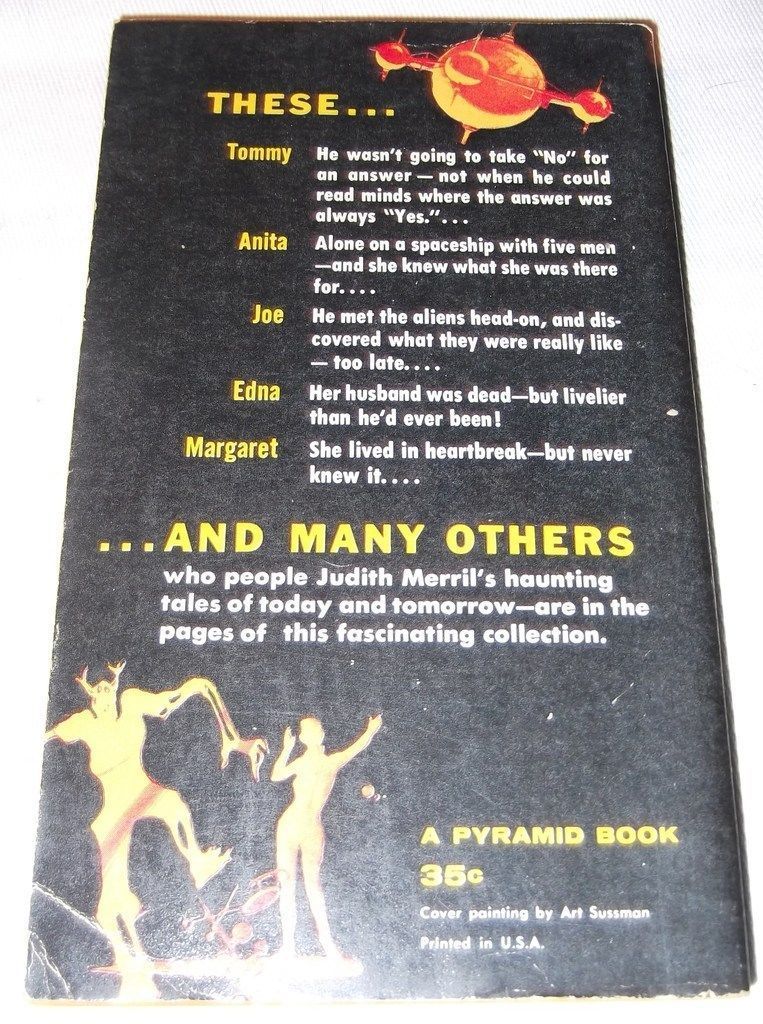 THESE...
Tommy He wasn't going to take "No" for
an answer — not when he could
read minds where the answer was
always "Yes."...
Anita Alone on a spaceship with five men
—and she knew what she was there
for....
Joe He met the aliens head-on, and dis-
covered what they were really like
— too late....
Edna Her husband was dead—but livelier
than he'd ever been!
Margaret She lived in heartbreak—but never
knew it....
...AND MANY OTHERS
who people Judith Merril's haunting
tales of today and tomorrow—are in the
pages of this fascinating collection.
A PYRAMID BOOK
35c
Cover painting by Art Sussman
Printed in U.S.A.